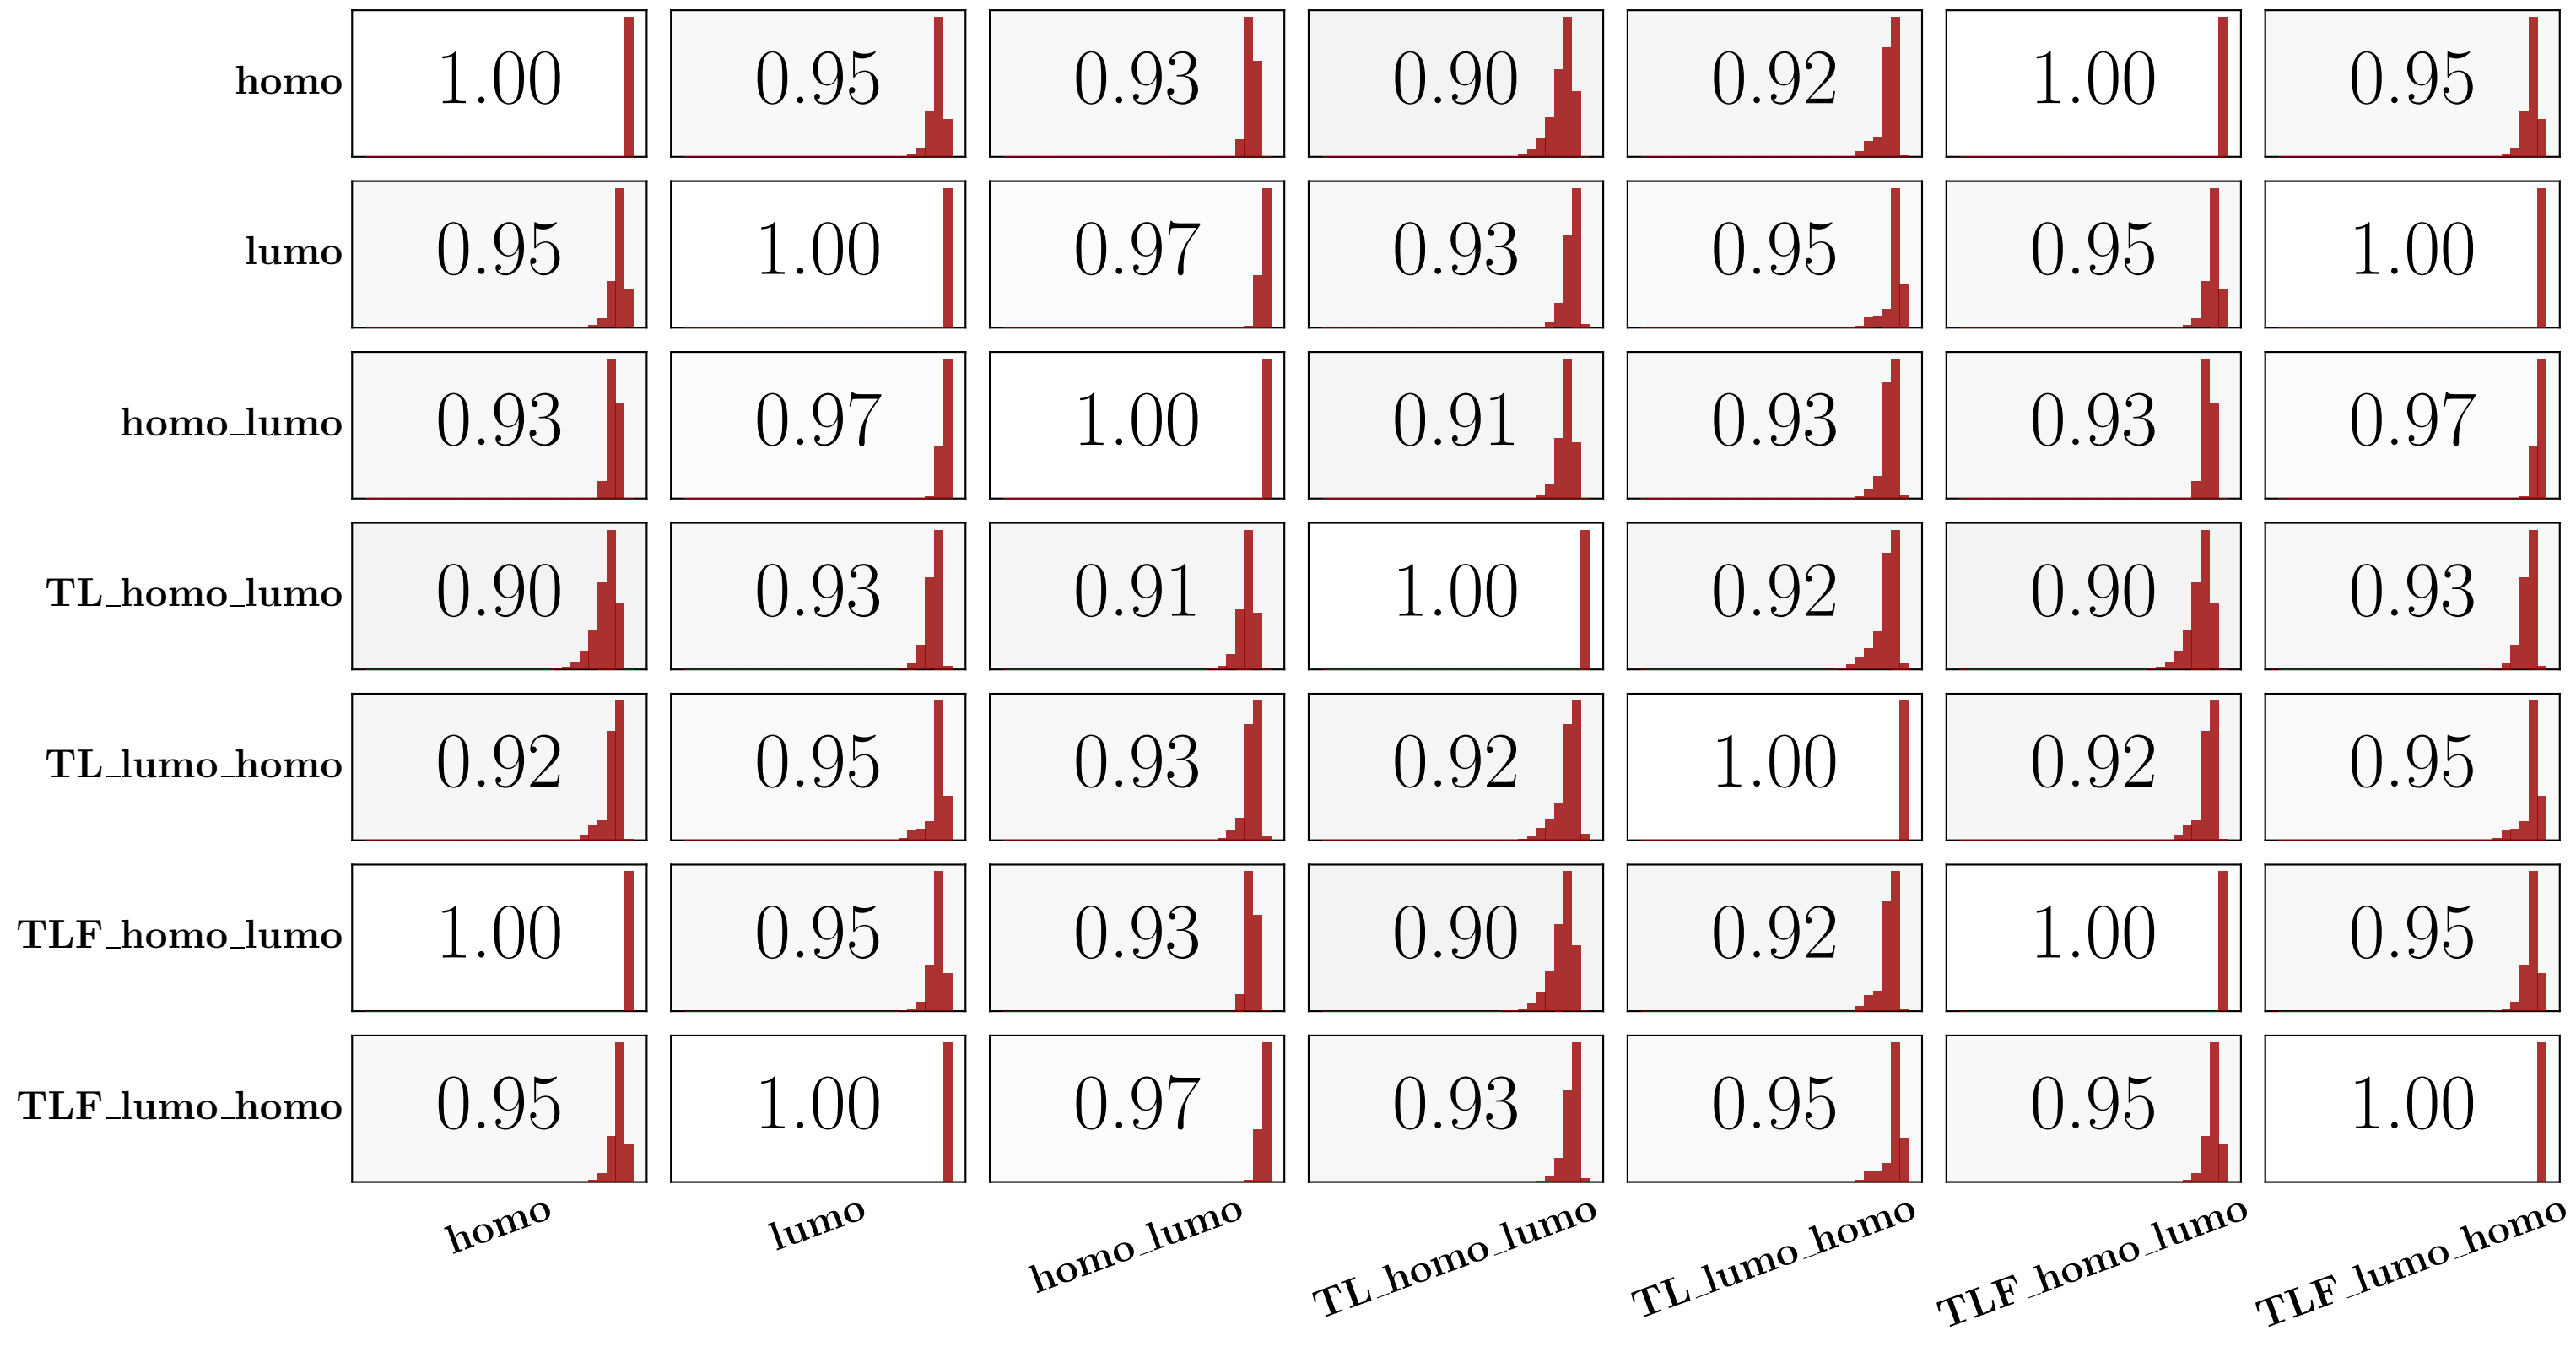 homo 1.00 0.95 0.93 0.90 0.92 1.00 0.95
lumo 0.95 1.00 0.97 0.93 0.95 0.95 1.00
homo_lumo 0.93 0.97 1.00 0.91 0.93 0.93 0.97
TL_homo_lumo 0.90 0.93 0.91 1.00 0.92 0.90 0.93
TL_lumo_homo 0.92 0.95 0.93 0.92 1.00 0.92 0.95
TLF_homo_lumo 1.00 0.95 0.93 0.90 0.92 1.00 0.95
TLF_lumo_homo 0.95 1.00 0.97 0.93 0.95 0.95 1.00
homo lumo homo_lumo TL_homo_lumo TL_lumo_homo TLF_homo_lumo TLF_lumo_homo